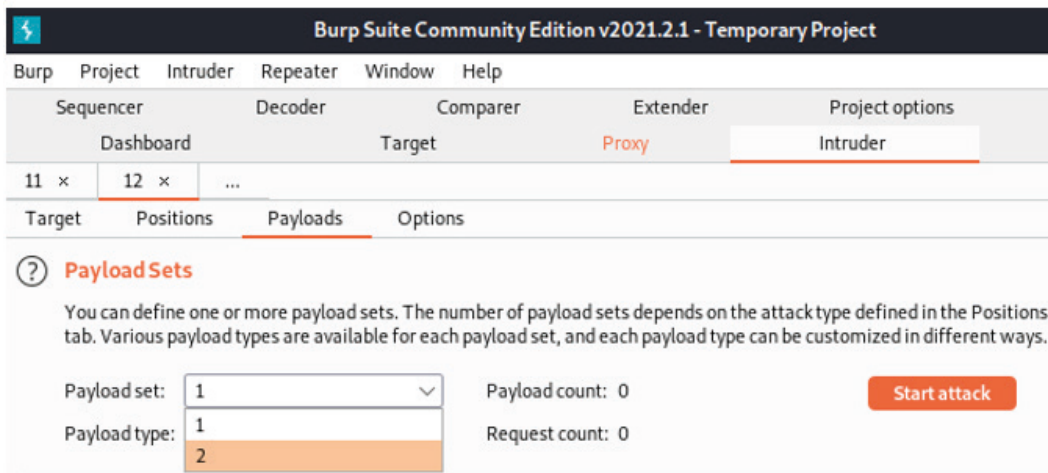 Burp Suite Community Edition v2021.2.1 - Temporary Project
Burp Project Intruder Repeater Window Help
Sequencer Decoder Comparer Extender Project options
Dashboard Target Proxy Intruder
11 × 12 × ...
Target Positions Payloads Options
? Payload Sets
You can define one or more payload sets. The number of payload sets depends on the attack type defined in the Positions
tab. Various payload types are available for each payload set, and each payload type can be customized in different ways.
Payload set: 1 Payload count: 0 Start attack
Payload type: 1 Request count: 0
2